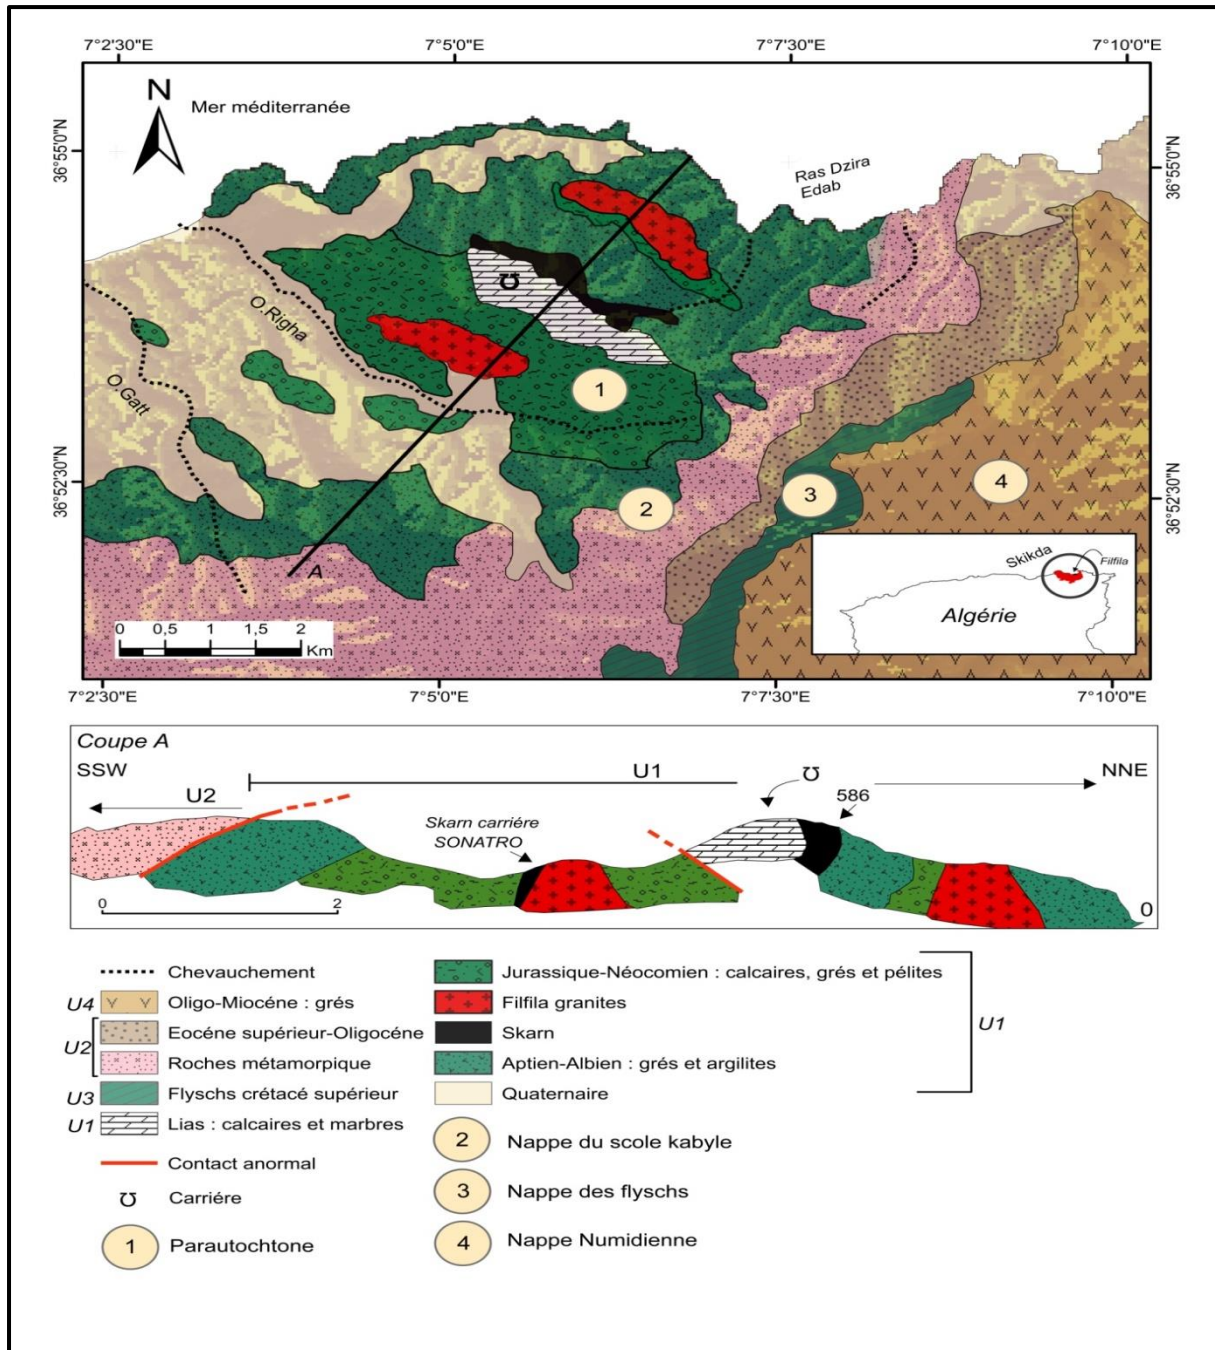 7°2'30"E
7°5'0"E
7°7'30"E
7°10'0"E
N
Mer méditerranée
36°55'0"N
36°55'0"N
Ras Dzira
Edab
O.Righa
O.Gatt
1
2
3
4
36°52'30"N
36°52'30"N
A
0 0,5 1 1,5 2
Km
Skikda
Filfila
Algérie
7°2'30"E
7°5'0"E
7°7'30"E
7°10'0"E
Coupe A
SSW
U1
NNE
U2
586
Skarn carriére
SONATRO
0 2
0
Chevauchement
U4 Oligo-Miocéne : grés
Eocéne supérieur-Oligocéne
U2
Roches métamorpique
U3 Flyschs crétacé supérieur
U1 Lias : calcaires et marbres
Contact anormal
Carriére
1 Parautochtone
Jurassique-Néocomien : calcaires, grés et pélites
Filfila granites
Skarn
U1
Aptien-Albien : grés et argilites
Quaternaire
2 Nappe du scole kabyle
3 Nappe des flyschs
4 Nappe Numidienne